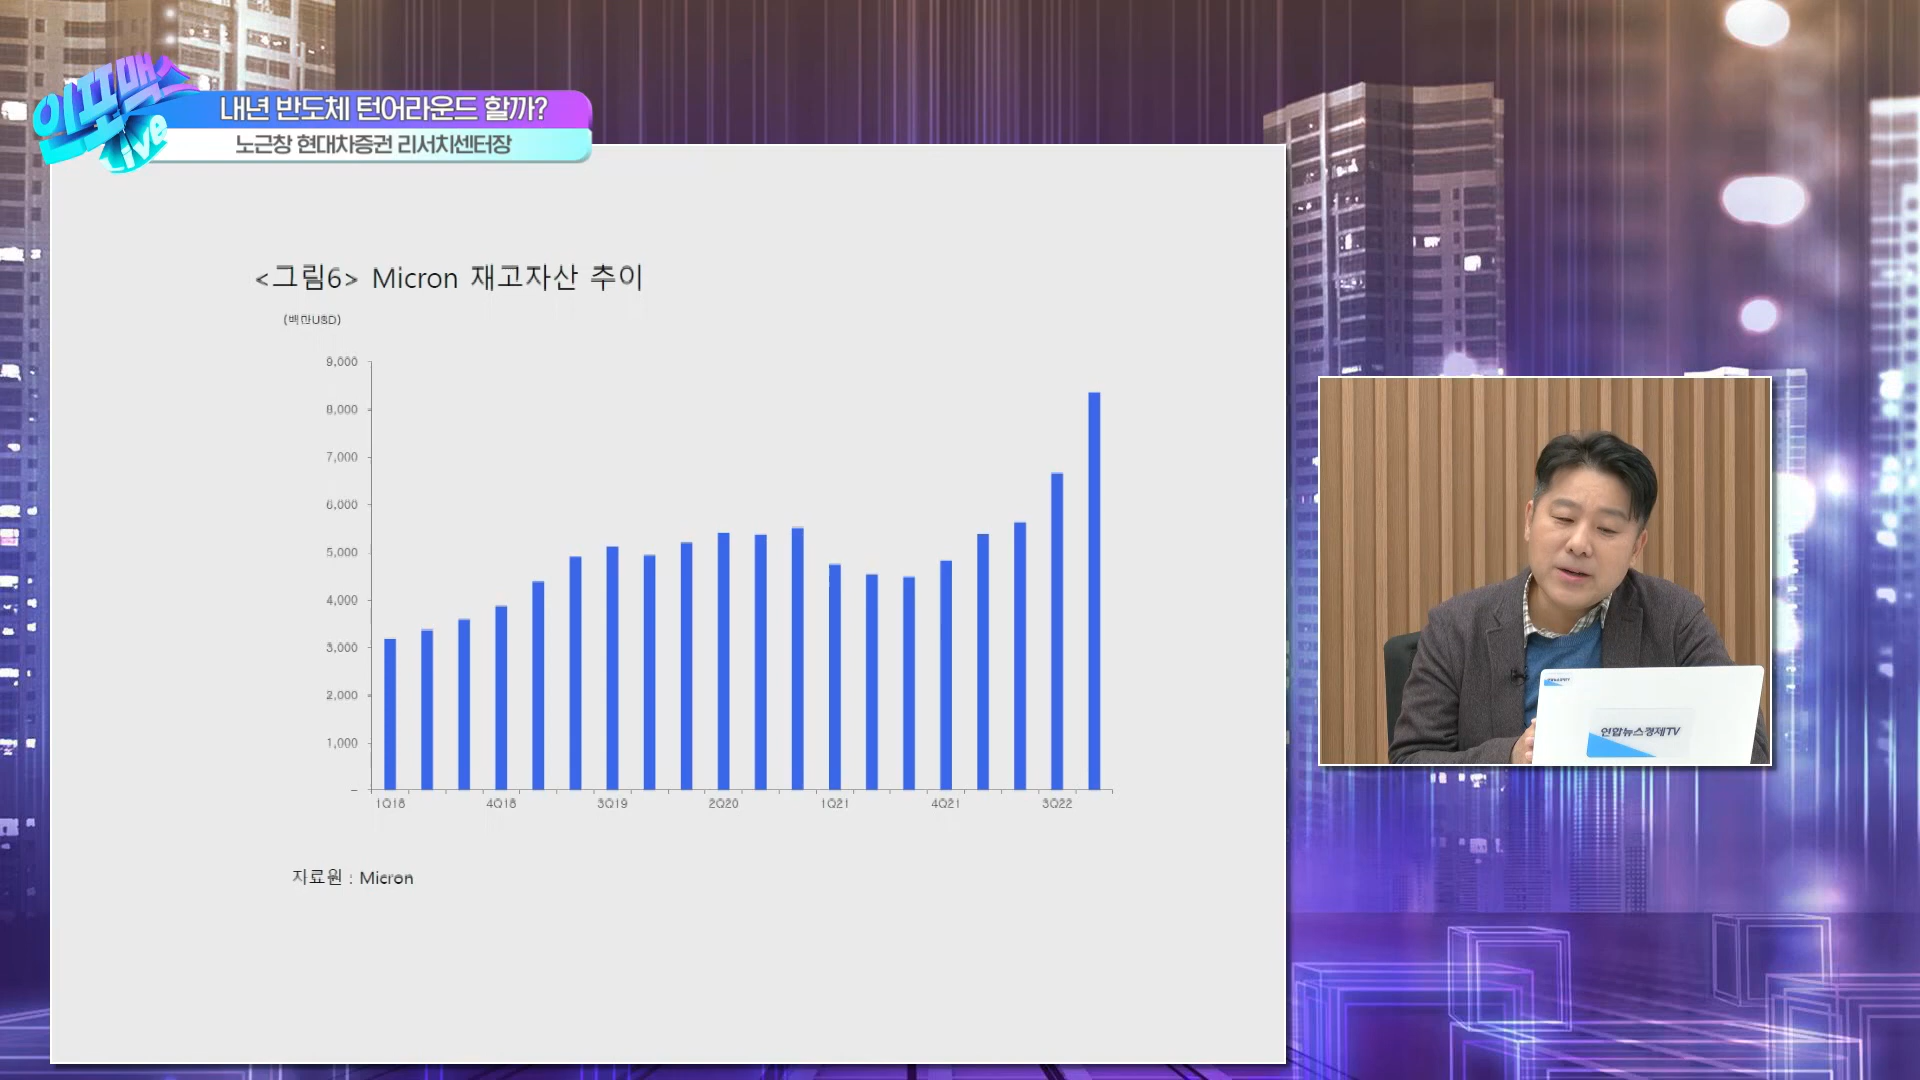 인포맥스
Live
내년 반도체 턴어라운드 할까?
노근창 현대차증권 리서치센터장
<그림6> Micron 재고자산 추이
(백만USD)
9,000
8,000
7,000
6,000
5,000
4,000
3,000
2,000
1,000
–
1Q18 4Q18 3Q19 2Q20 1Q21 4Q21 3Q22
자료원 : Micron
연합뉴스경제TV